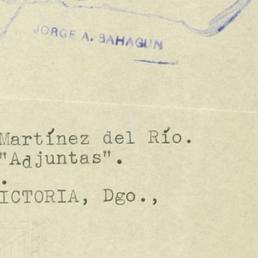 JORGE A. SAHAGUN
Martínez del Río.
"Adjuntas".
.
ICTORIA, Dgo.,